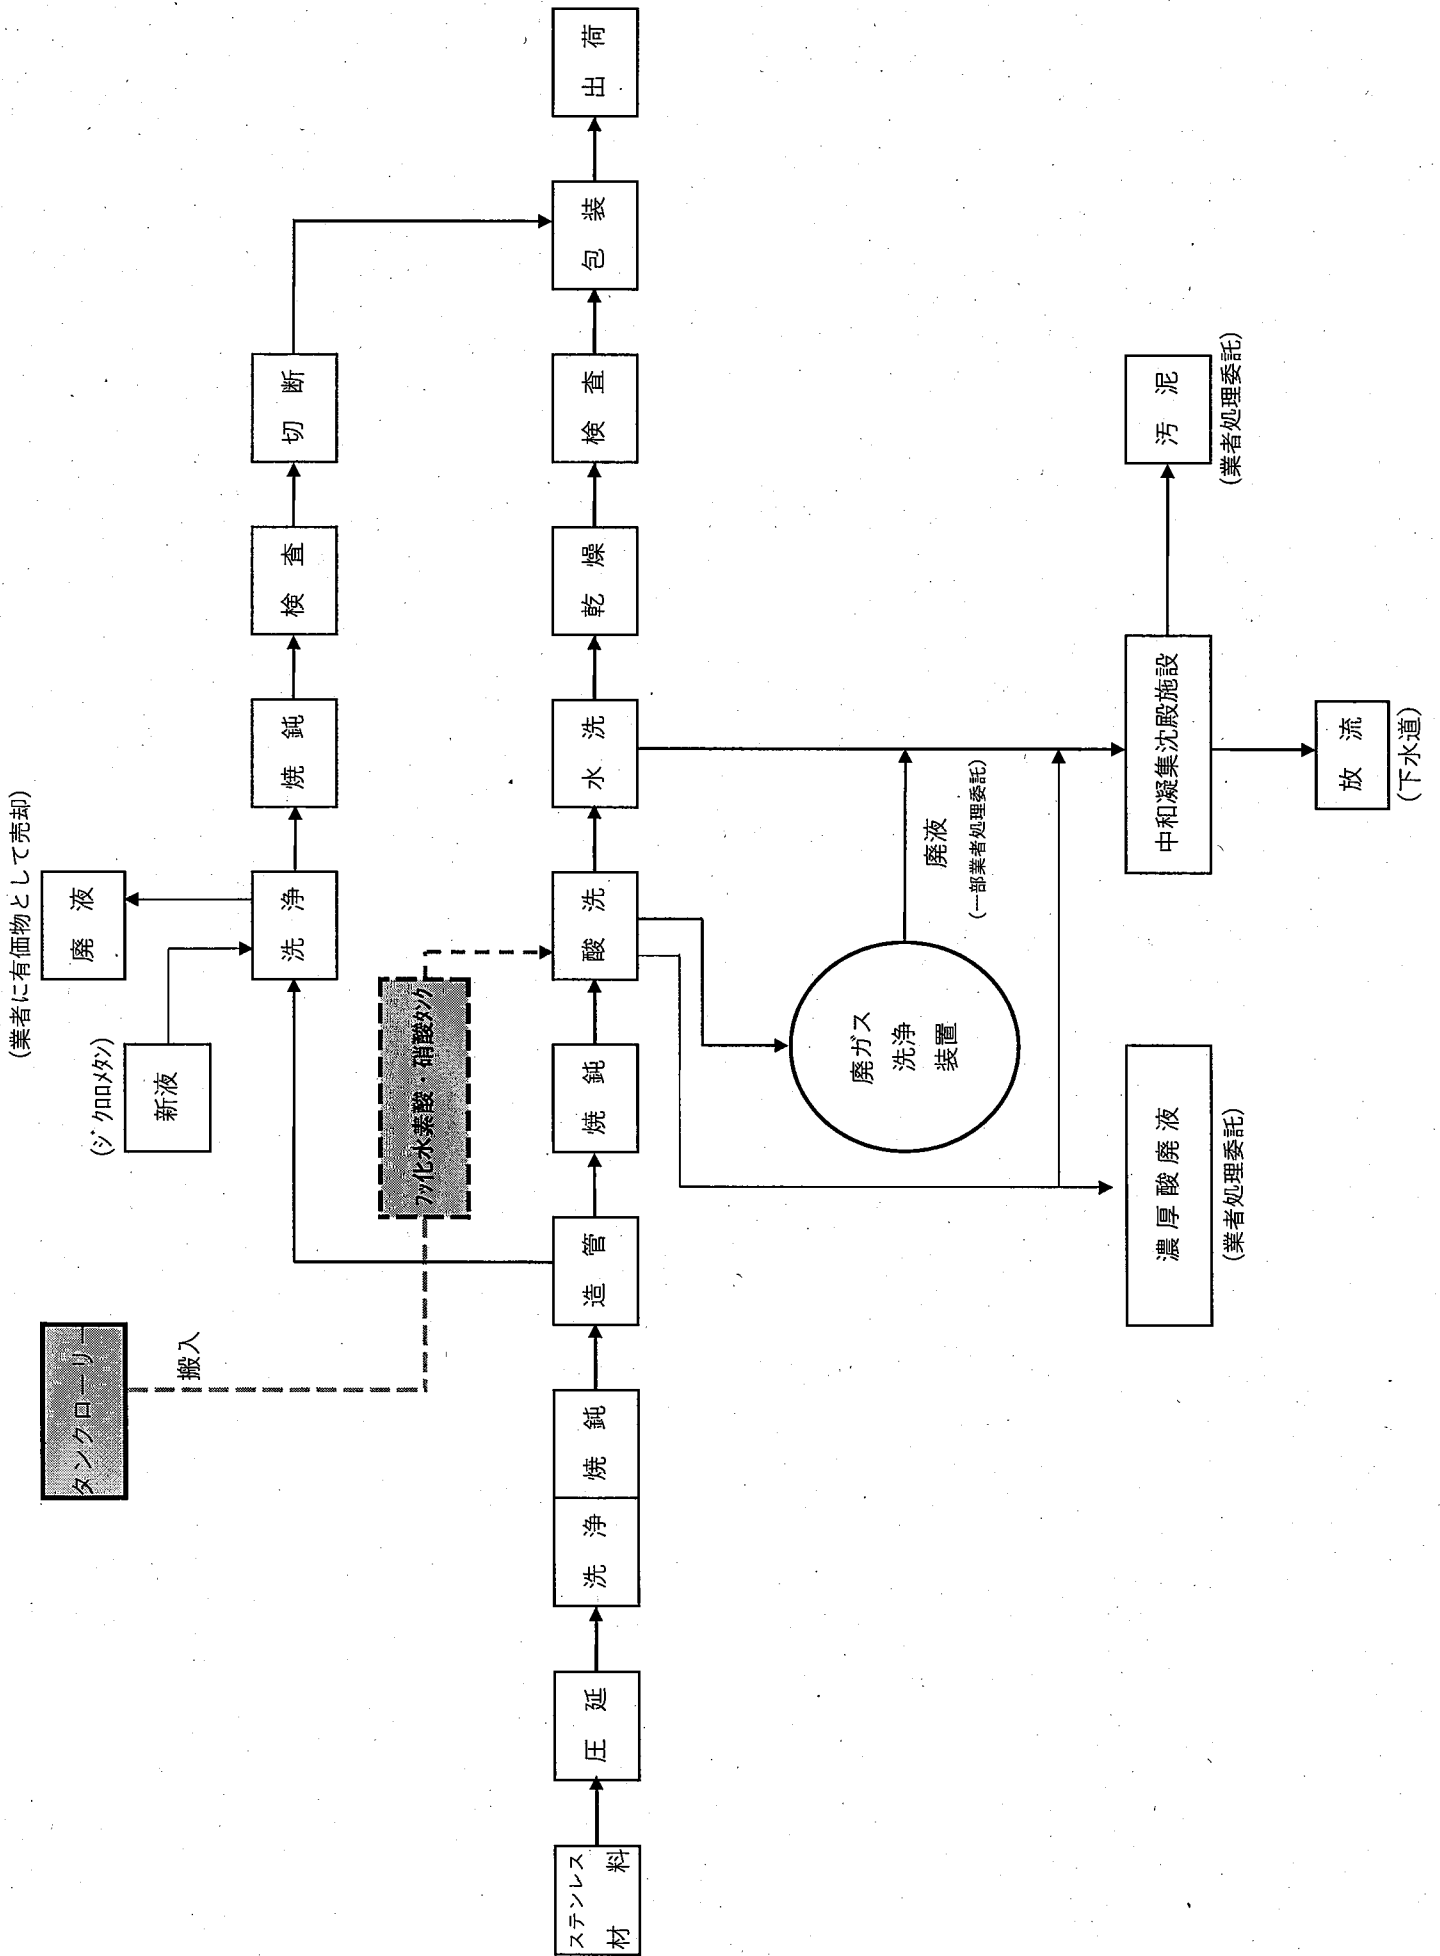 (業者に有価物として売却)
タンクローリー
搬入
(ジクロロメタン)
新液
廃液
洗浄
焼鈍
検査
切断
フッ化水素酸・硝酸タンク
ステンレス
材料
圧延
洗浄
焼鈍
造管
焼鈍
酸洗
水洗
乾燥
検査
包装
出荷
廃ガス
洗浄
装置
廃液
(一部業者処理委託)
濃厚酸廃液
(業者処理委託)
中和凝集沈殿施設
汚泥
(業者処理委託)
放流
(下水道)